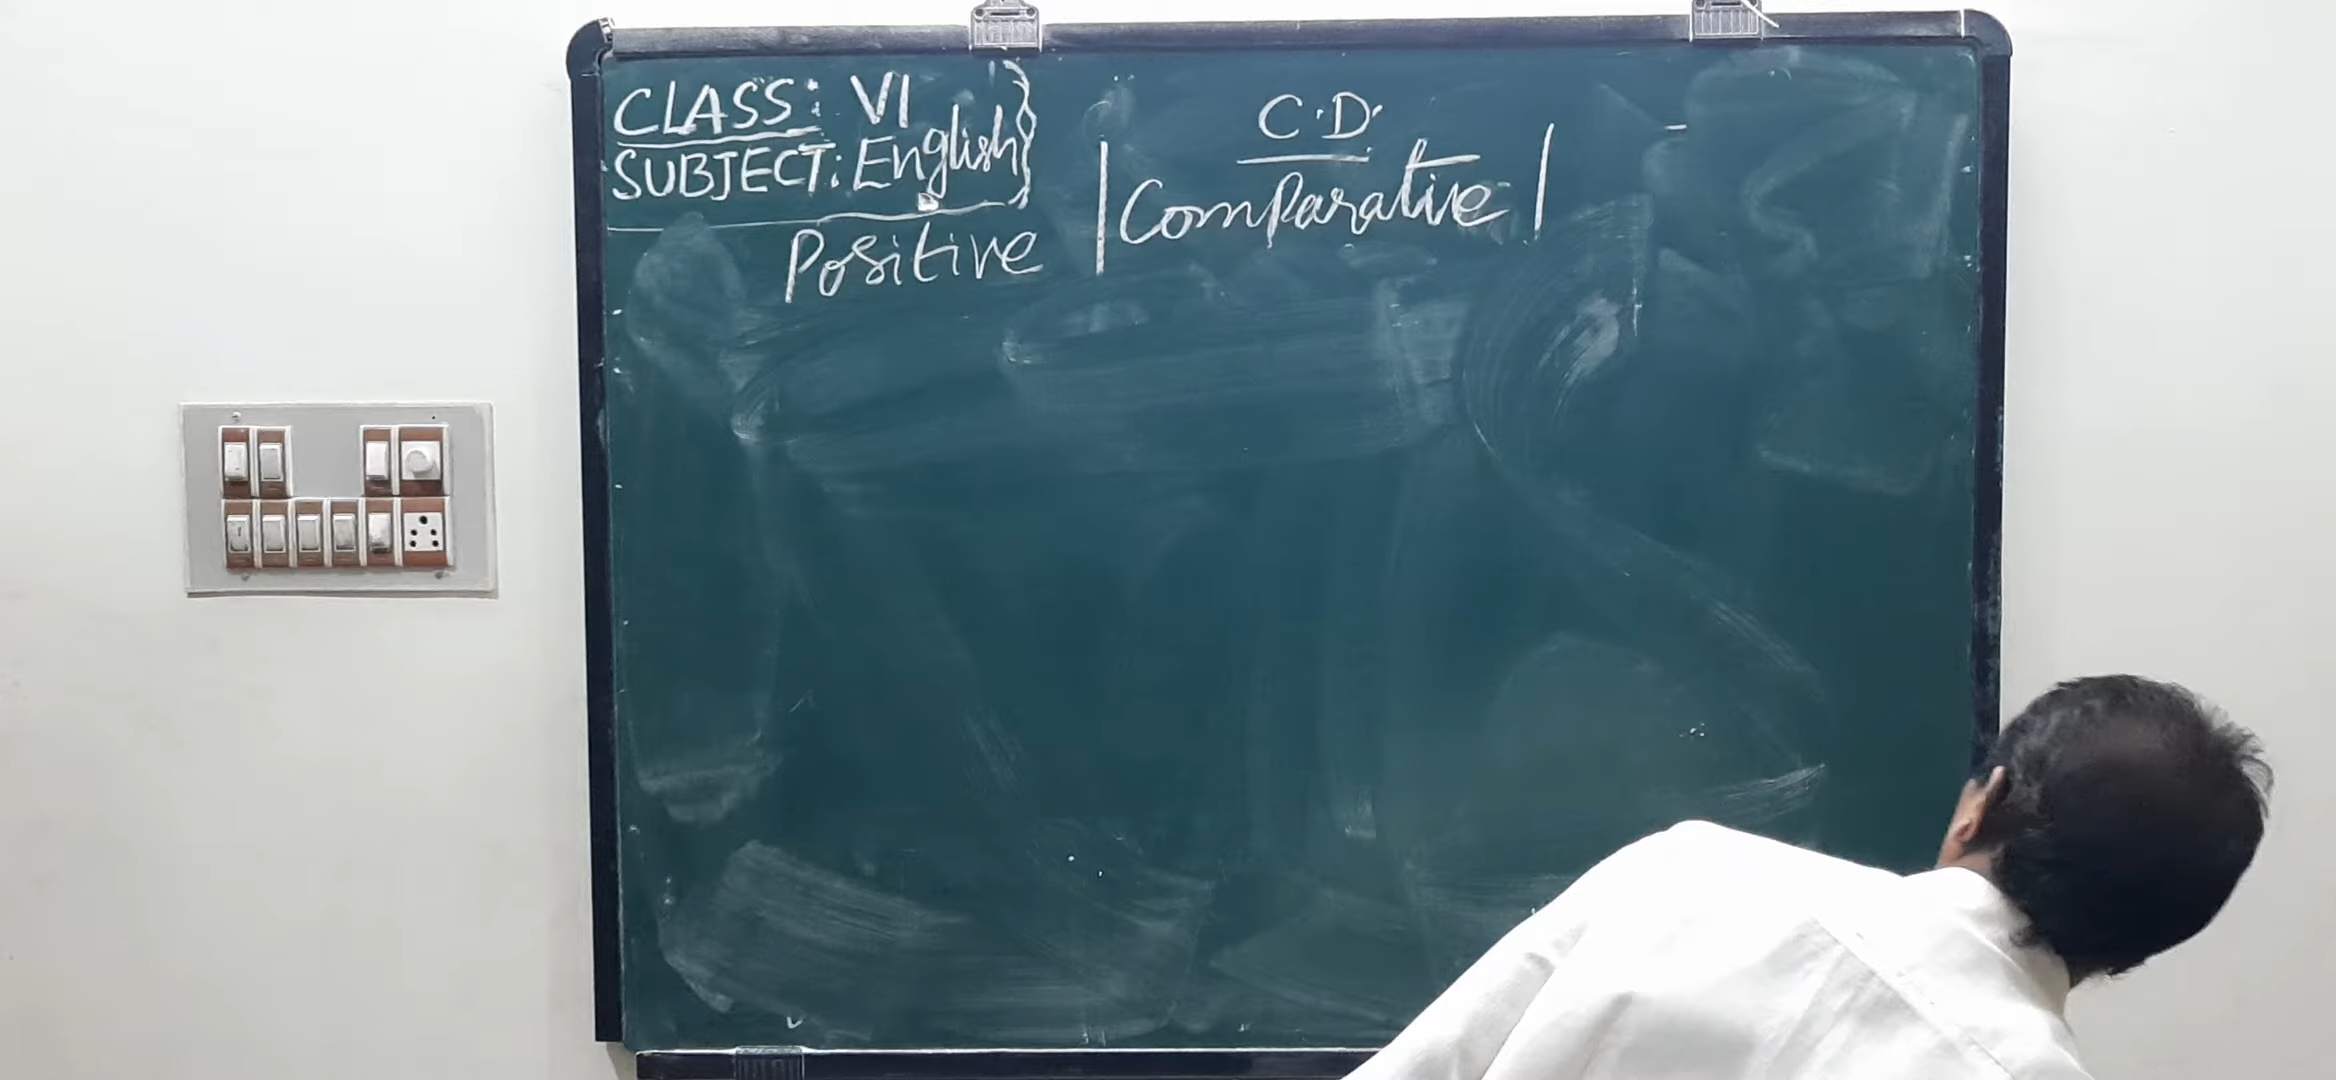 CLASS: VI
SUBJECT: English
C.D.
Positive | Comparative |